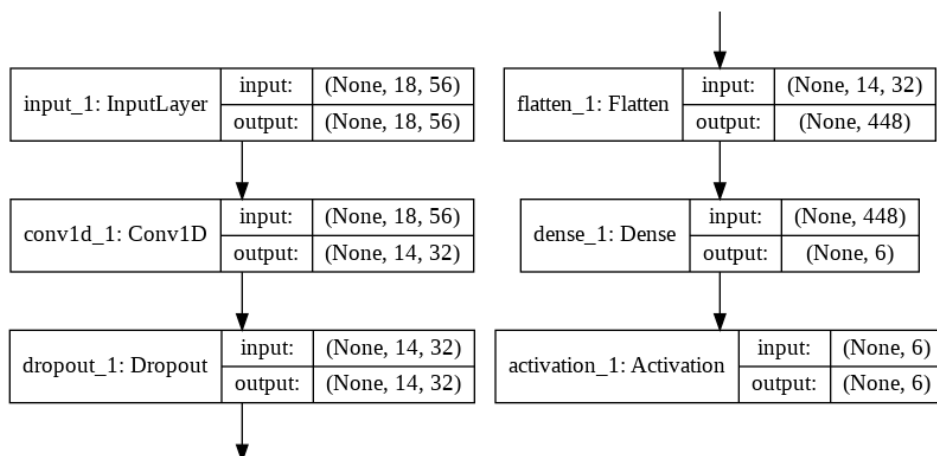 input_1: InputLayer
input: (None, 18, 56)
output: (None, 18, 56)
conv1d_1: Conv1D
input: (None, 18, 56)
output: (None, 14, 32)
dropout_1: Dropout
input: (None, 14, 32)
output: (None, 14, 32)
flatten_1: Flatten
input: (None, 14, 32)
output: (None, 448)
dense_1: Dense
input: (None, 448)
output: (None, 6)
activation_1: Activation
input: (None, 6)
output: (None, 6)